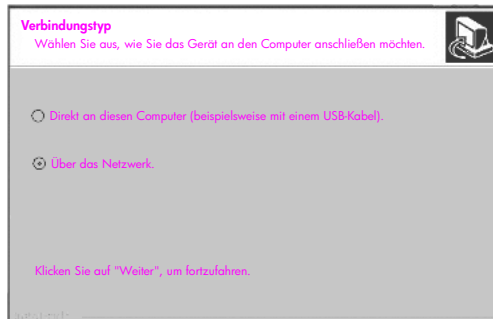 Verbindungstyp
Wählen Sie aus, wie Sie das Gerät an den Computer anschließen möchten.
Direkt an diesen Computer (beispielsweise mit einem USB-Kabel).
Über das Netzwerk.
Klicken Sie auf "Weiter", um fortzufahren.